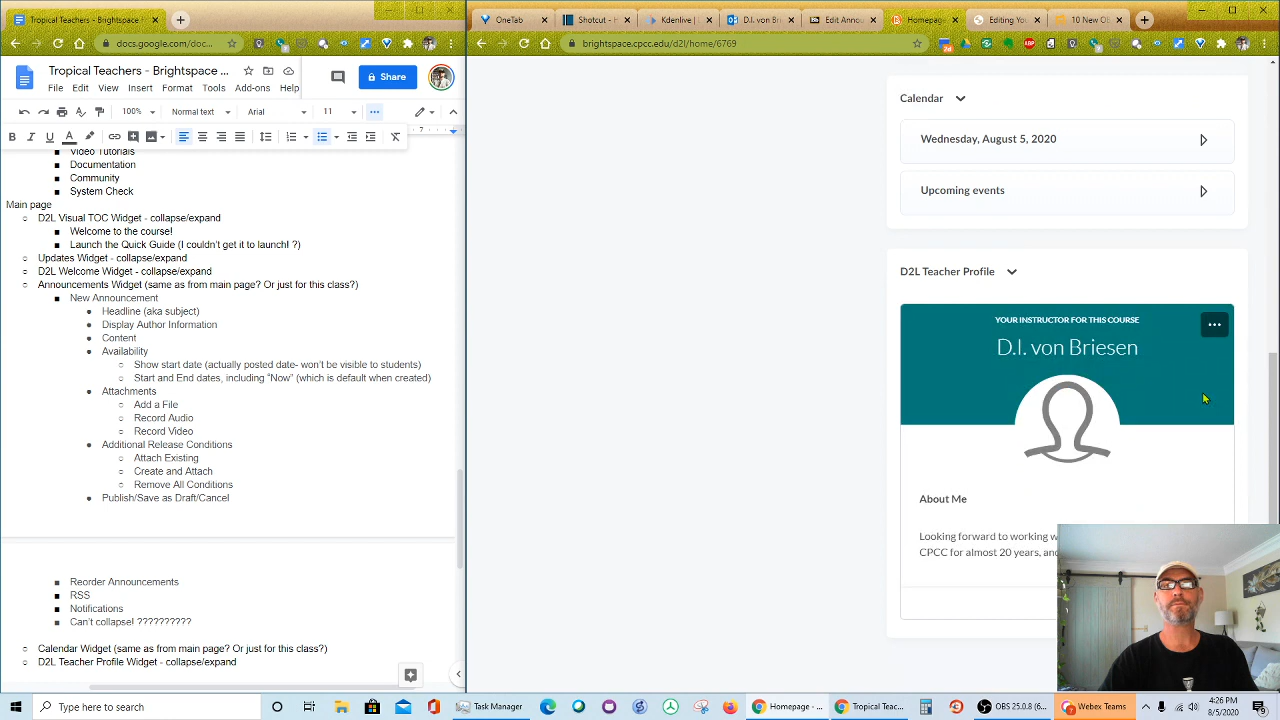 Tropical Teachers - Brightspace
OneTab
Shotcut - H
Kdenlive |
D.I. von Bri
Edit Annou
Homepage
Editing You
10 New OB
docs.google.com/doc...
brightspace.cpcc.edu/d2l/home/6769
Tropical Teachers - Brightspace ...
Share
File Edit View Insert Format Tools Add-ons Help
100% Normal text Arial 11
B I U A
7
Video Tutorials
Documentation
Community
System Check
Main page
D2L Visual TOC Widget - collapse/expand
Welcome to the course!
Launch the Quick Guide (I couldn't get it to launch! ?)
Updates Widget - collapse/expand
D2L Welcome Widget - collapse/expand
Announcements Widget (same as from main page? Or just for this class?)
New Announcement
Headline (aka subject)
Display Author Information
Content
Availability
Show start date (actually posted date- won't be visible to students)
Start and End dates, including "Now" (which is default when created)
Attachments
Add a File
Record Audio
Record Video
Additional Release Conditions
Attach Existing
Create and Attach
Remove All Conditions
Publish/Save as Draft/Cancel
Reorder Announcements
RSS
Notifications
Can't collapse! ??????????
Calendar Widget (same as from main page? Or just for this class?)
D2L Teacher Profile Widget - collapse/expand
Calendar
Wednesday, August 5, 2020
Upcoming events
D2L Teacher Profile
YOUR INSTRUCTOR FOR THIS COURSE
D.I. von Briesen
About Me
Looking forward to working w
CPCC for almost 20 years, and
Type here to search
Task Manager
Homepage - ...
Tropical Teac...
OBS 25.0.8 (6...
Webex Teams
4:26 PM
8/5/2020